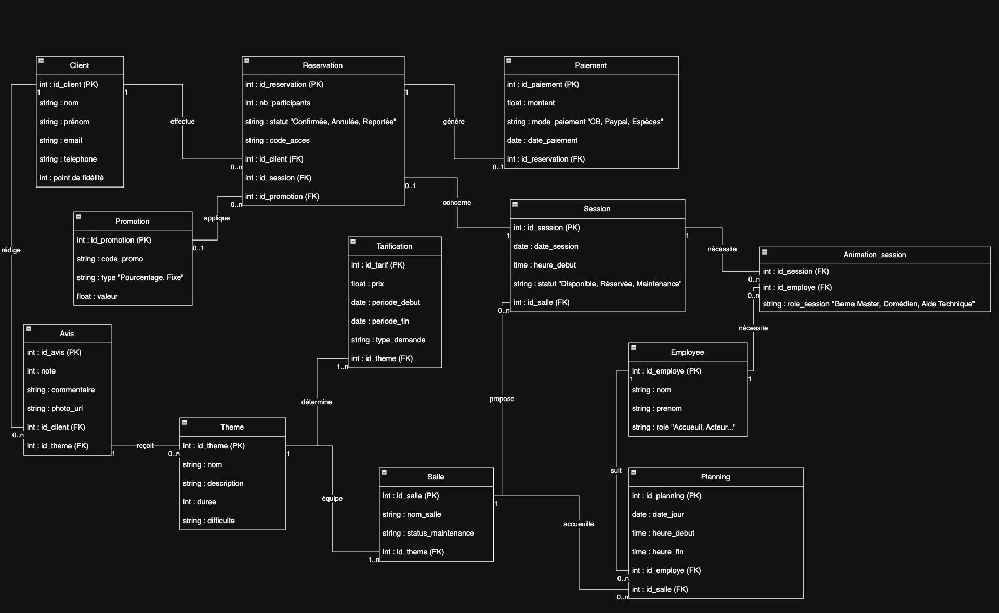 Client
int : id_client (PK)
1
string : nom
string : prénom
string : email
string : telephone
int : point de fidélité
1
effectue
0..n
Reservation
int : id_reservation (PK)
int : nb_participants
string : statut "Confirmée, Annulée, Reportée"
string : code_acces
int : id_client (FK)
int : id_session (FK)
int : id_promotion (FK)
1
génère
0..1
Paiement
int : id_paiement (PK)
float : montant
string : mode_paiement "CB, Paypal, Espèces"
date : date_paiement
int : id_reservation (FK)
0..1
concerne
1
0..n
applique
0..1
Promotion
int : id_promotion (PK)
string : code_promo
string : type "Pourcentage, Fixe"
float : valeur
rédige
Tarification
int : id_tarif (PK)
float : prix
date : periode_debut
date : periode_fin
string : type_demande
int : id_theme (FK)
1..n
Session
int : id_session (PK)
date : date_session
time : heure_debut
string : statut "Disponible, Réservée, Maintenance"
int : id_salle (FK)
0..n
1
nécessite
0..n
Animation_session
int : id_session (FK)
int : id_employe (FK)
string : role_session "Game Master, Comédien, Aide Technique"
0..n
nécessite
1
Avis
int : id_avis (PK)
int : note
string : commentaire
string : photo_url
int : id_client (FK)
0..n
int : id_theme (FK)
1
reçoit
0..n
Theme
int : id_theme (PK)
string : nom
string : description
int : duree
string : difficulte
1
détermine
équipe
1..n
propose
Salle
int : id_salle (PK)
string : nom_salle
string : status_maintenance
int : id_theme (FK)
1
accueuille
0..n
Employee
int : id_employe (PK)
1
string : nom
string : prenom
string : role "Accueuil, Acteur..."
suit
0..n
Planning
int : id_planning (PK)
date : date_jour
time : heure_debut
time : heure_fin
int : id_employe (FK)
int : id_salle (FK)